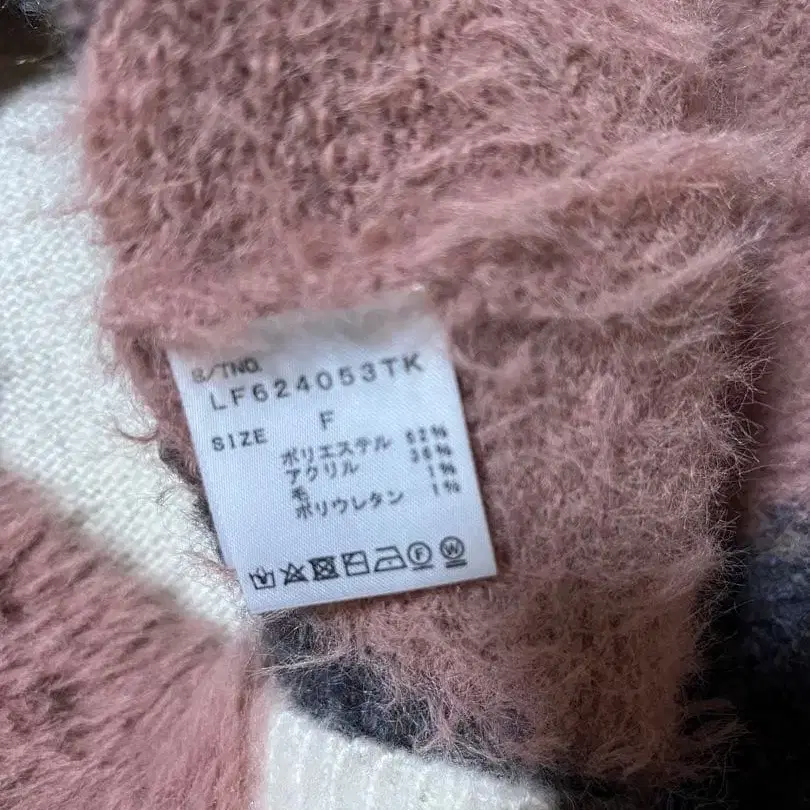 S/TNO.
LF624053TK
SIZE F
ポリエステル 62%
アクリル 36%
毛 1%
ポリウレタン 1%
F W